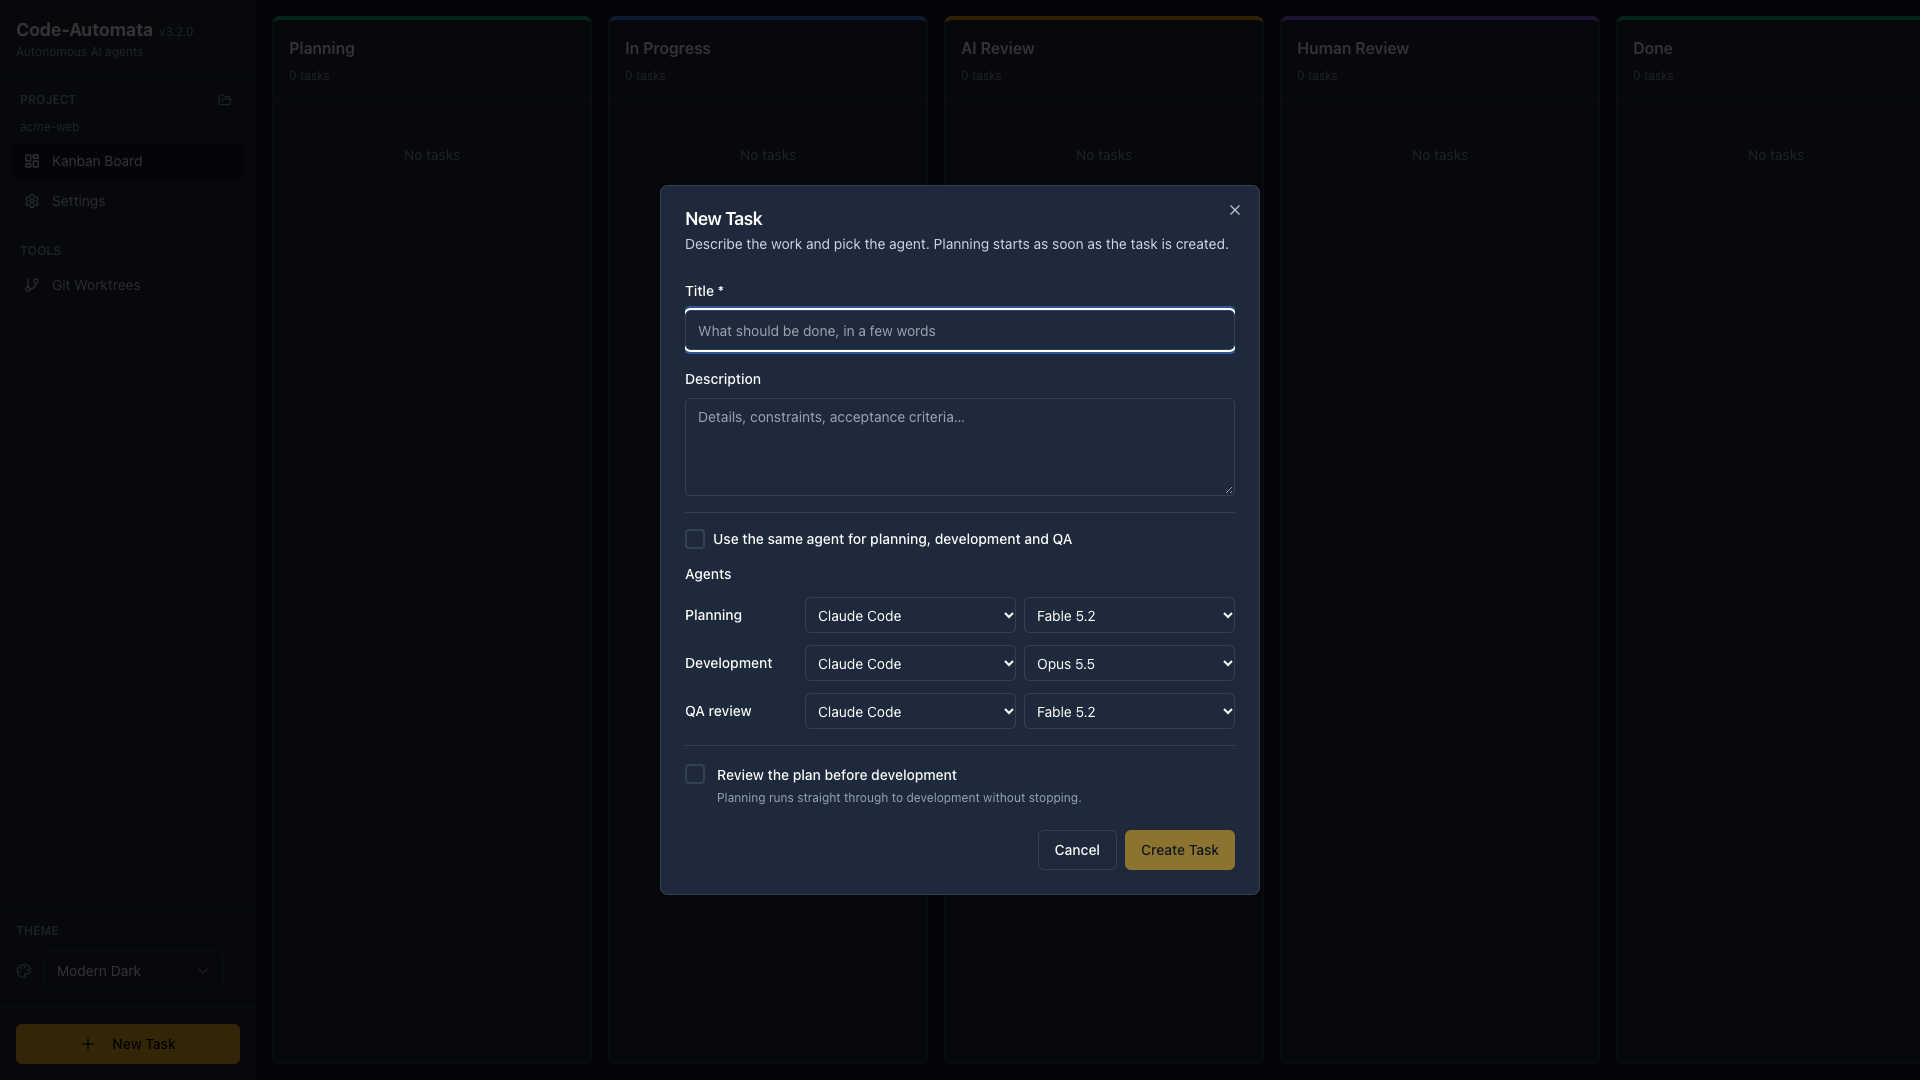 Code-Automata v3.2.0
Autonomous AI agents
PROJECT
acme-web
Kanban Board
Settings
TOOLS
Git Worktrees
THEME
Modern Dark
New Task
Planning
0 tasks
No tasks
In Progress
0 tasks
No tasks
AI Review
0 tasks
No tasks
Human Review
0 tasks
No tasks
Done
0 tasks
No tasks
New Task
Describe the work and pick the agent. Planning starts as soon as the task is created.
Title *
What should be done, in a few words
Description
Details, constraints, acceptance criteria...
Use the same agent for planning, development and QA
Agents
Planning Claude Code Fable 5.2
Development Claude Code Opus 5.5
QA review Claude Code Fable 5.2
Review the plan before development
Planning runs straight through to development without stopping.
Cancel Create Task